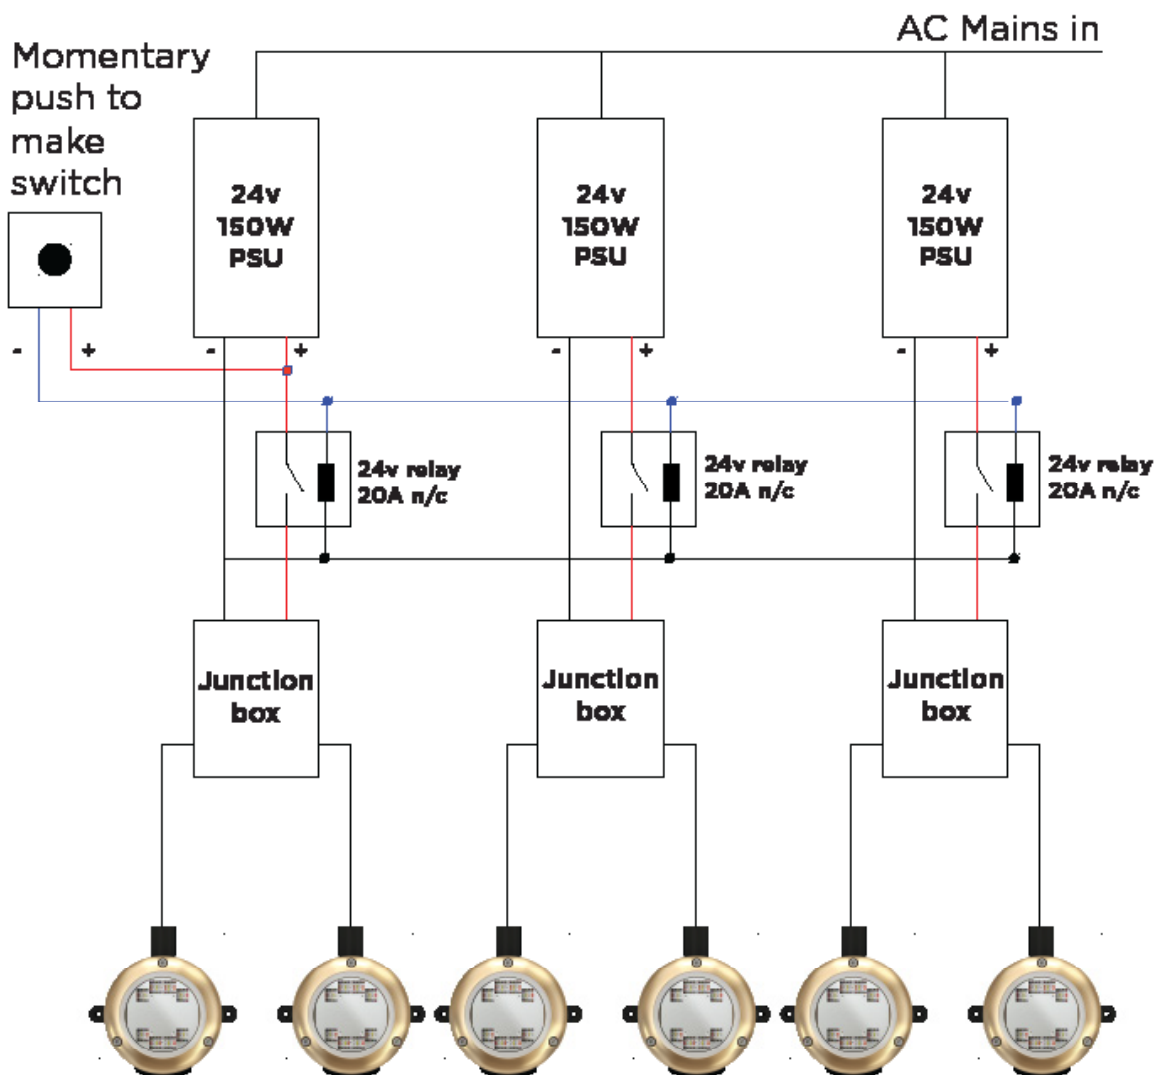 AC Mains in
Momentary
push to
make
switch
24v
150W
PSU
24v
150W
PSU
24v
150W
PSU
- +
- +
- +
- +
24v relay
20A n/c
24v relay
20A n/c
24v relay
20A n/c
Junction
box
Junction
box
Junction
box